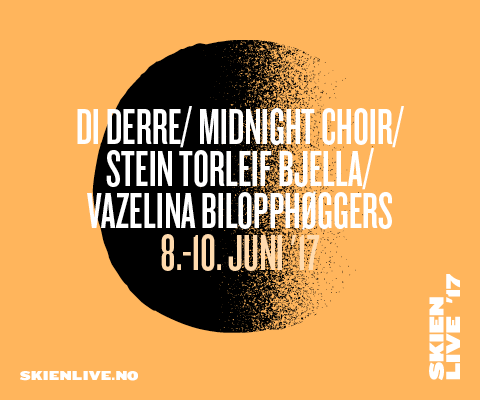 DI DERRE/ MIDNIGHT CHOIR/
STEIN TORLEIF BJELLA/
VAZELINA BILOPPHØGGERS
8.-10. JUNI '17
SKIENLIVE.NO
SKIEN
LIVE '17